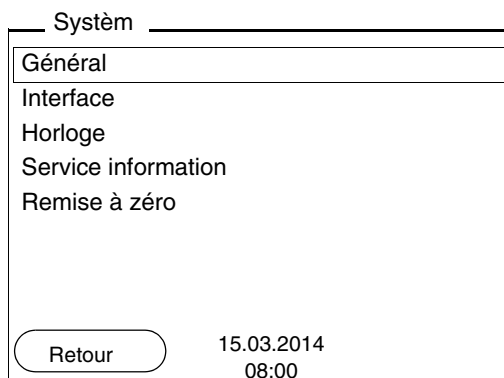 Systèm
Général
Interface
Horloge
Service information
Remise à zéro
Retour
15.03.2014
08:00